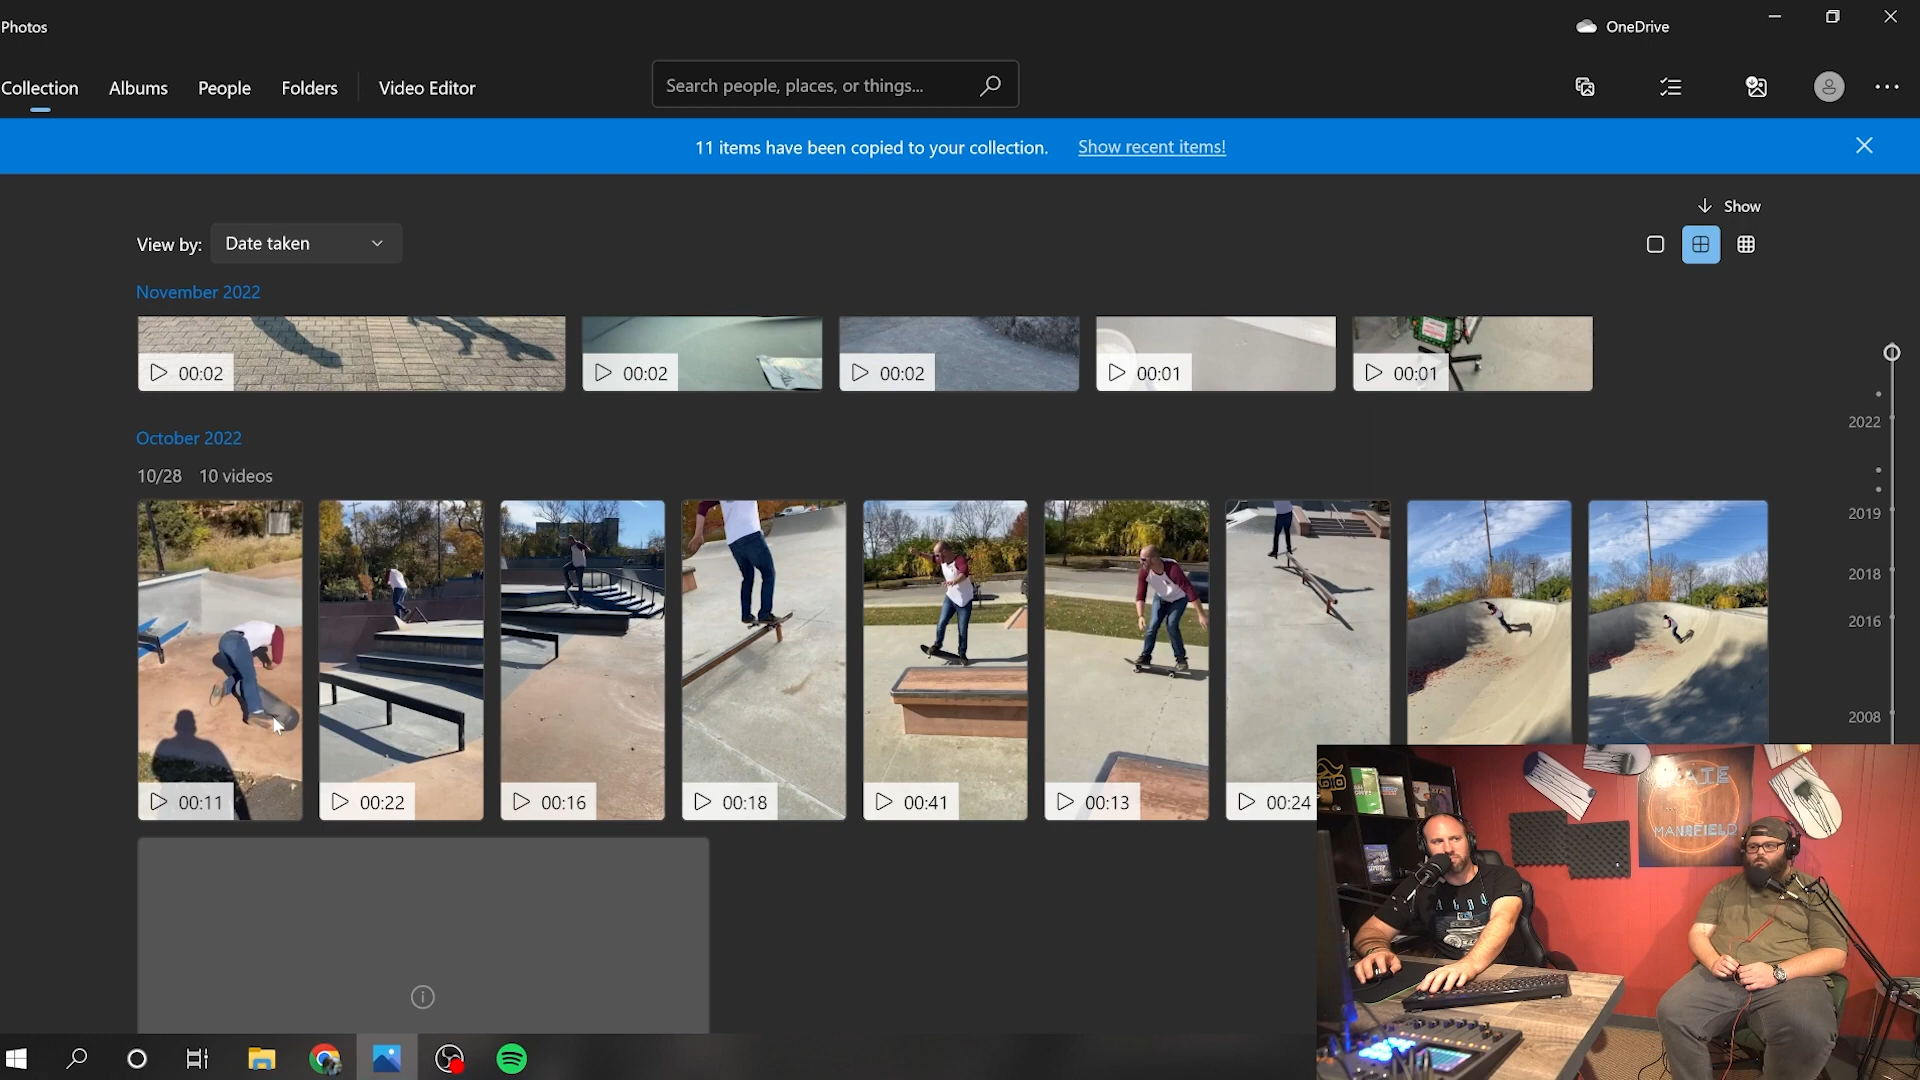 Photos
OneDrive
Collection Albums People Folders Video Editor
Search people, places, or things...
11 items have been copied to your collection. Show recent items!
Show
View by: Date taken
November 2022
00:02 00:02 00:02 00:01 00:01
October 2022
10/28 10 videos
00:11 00:22 00:16 00:18 00:41 00:13 00:24
2022
2019
2018
2016
2008
MANSFIELD